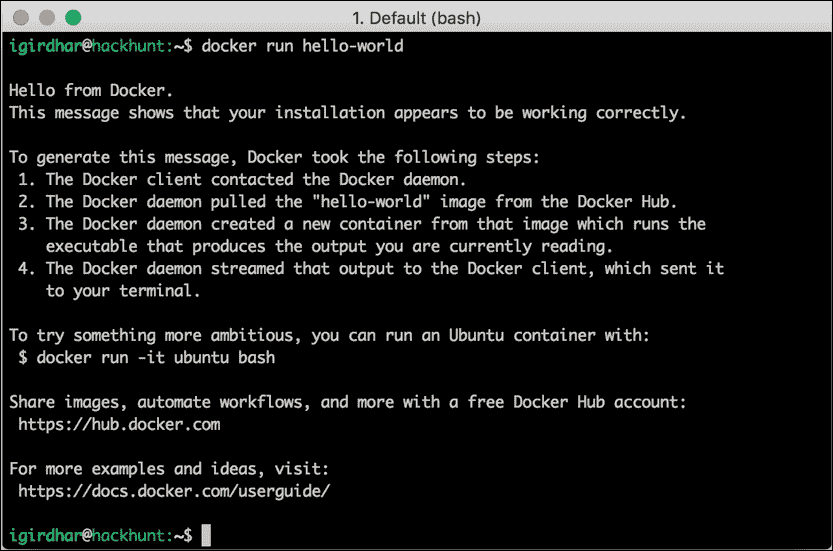 1. Default (bash)
igirdhar@hackhunt:~$ docker run hello-world
Hello from Docker.
This message shows that your installation appears to be working correctly.
To generate this message, Docker took the following steps:
1. The Docker client contacted the Docker daemon.
2. The Docker daemon pulled the "hello-world" image from the Docker Hub.
3. The Docker daemon created a new container from that image which runs the
executable that produces the output you are currently reading.
4. The Docker daemon streamed that output to the Docker client, which sent it
to your terminal.
To try something more ambitious, you can run an Ubuntu container with:
$ docker run -it ubuntu bash
Share images, automate workflows, and more with a free Docker Hub account:
https://hub.docker.com
For more examples and ideas, visit:
https://docs.docker.com/userguide/
igirdhar@hackhunt:~$